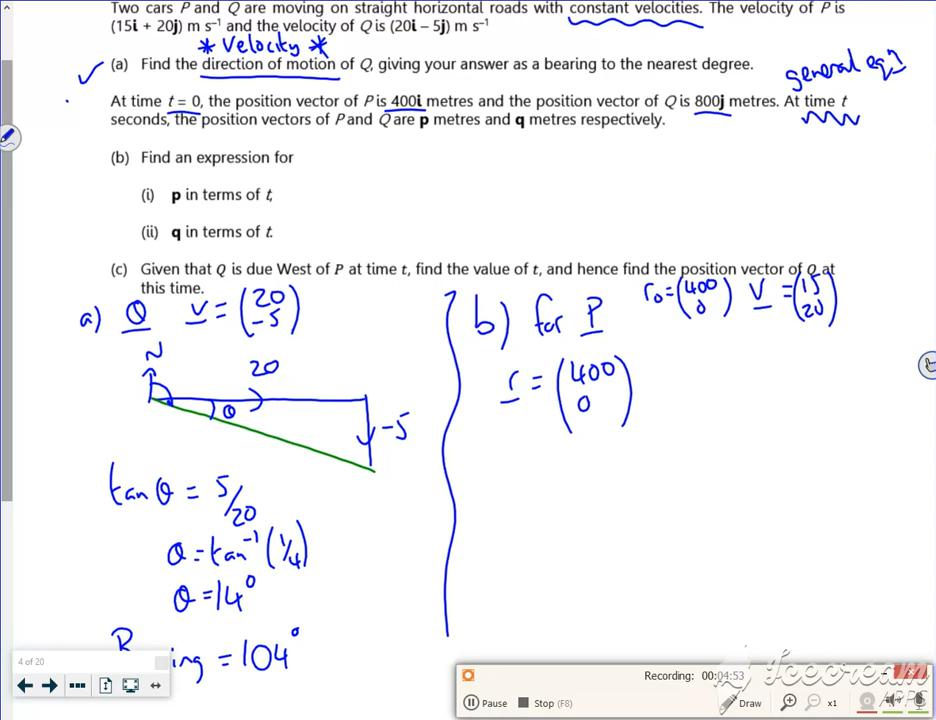 Two cars P and Q are moving on straight horizontal roads with constant velocities. The velocity of P is
(15i + 20j) m s⁻¹ and the velocity of Q is (20i – 5j) m s⁻¹
* Velocity *
(a) Find the direction of motion of Q, giving your answer as a bearing to the nearest degree.
general eqn
At time t = 0, the position vector of P is 400i metres and the position vector of Q is 800j metres. At time t
seconds, the position vectors of P and Q are p metres and q metres respectively.
(b) Find an expression for
(i) p in terms of t,
(ii) q in terms of t.
(c) Given that Q is due West of P at time t, find the value of t, and hence find the position vector of Q at
this time.
a) Q v = (20
-5)
N
20
θ
-5
tan θ = 5/20
θ = tan⁻¹ (1/4)
θ = 14°
ing = 104°
b) for P r₀ = (400
0) v = (15
20)
r = (400
0)
4 of 20
Recording: 00:04:53
Pause Stop (F8) Draw x1
Icecream
APPS